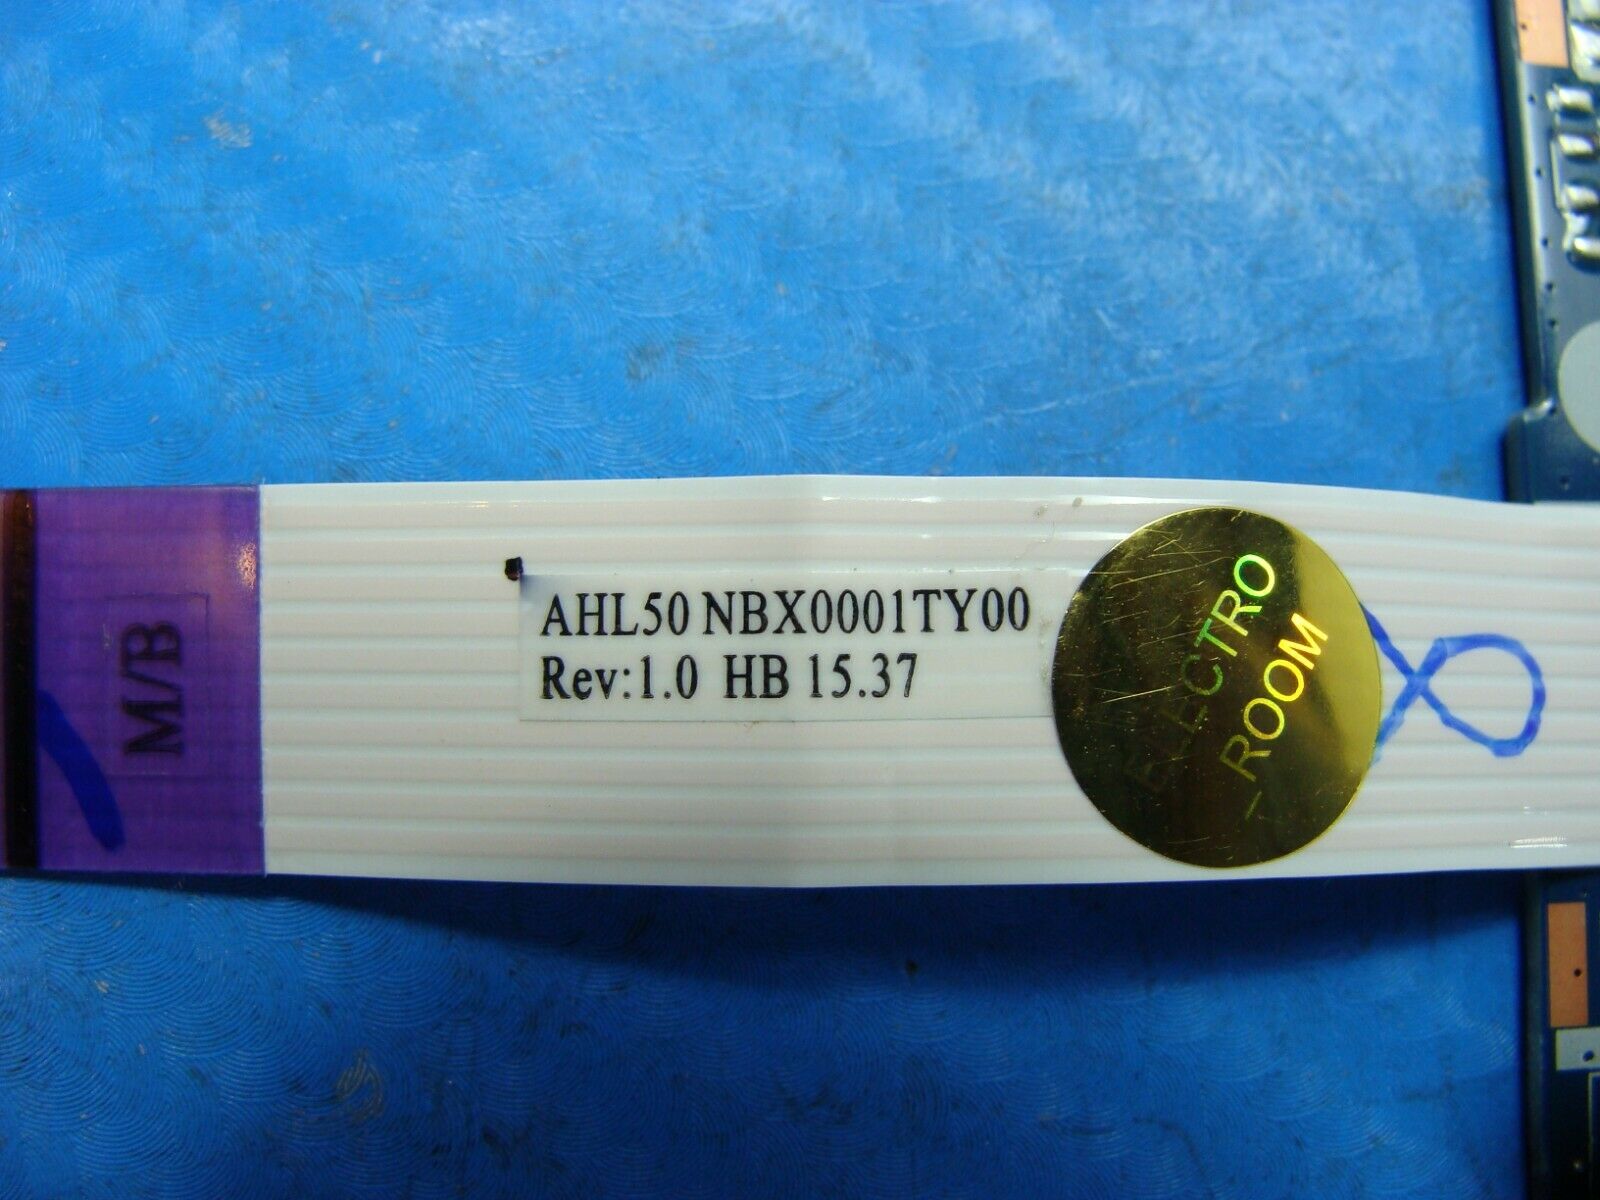 M/B
AHL50 NBX0001TY00
Rev:1.0 HB 15.37
ELECTRO
ROOM